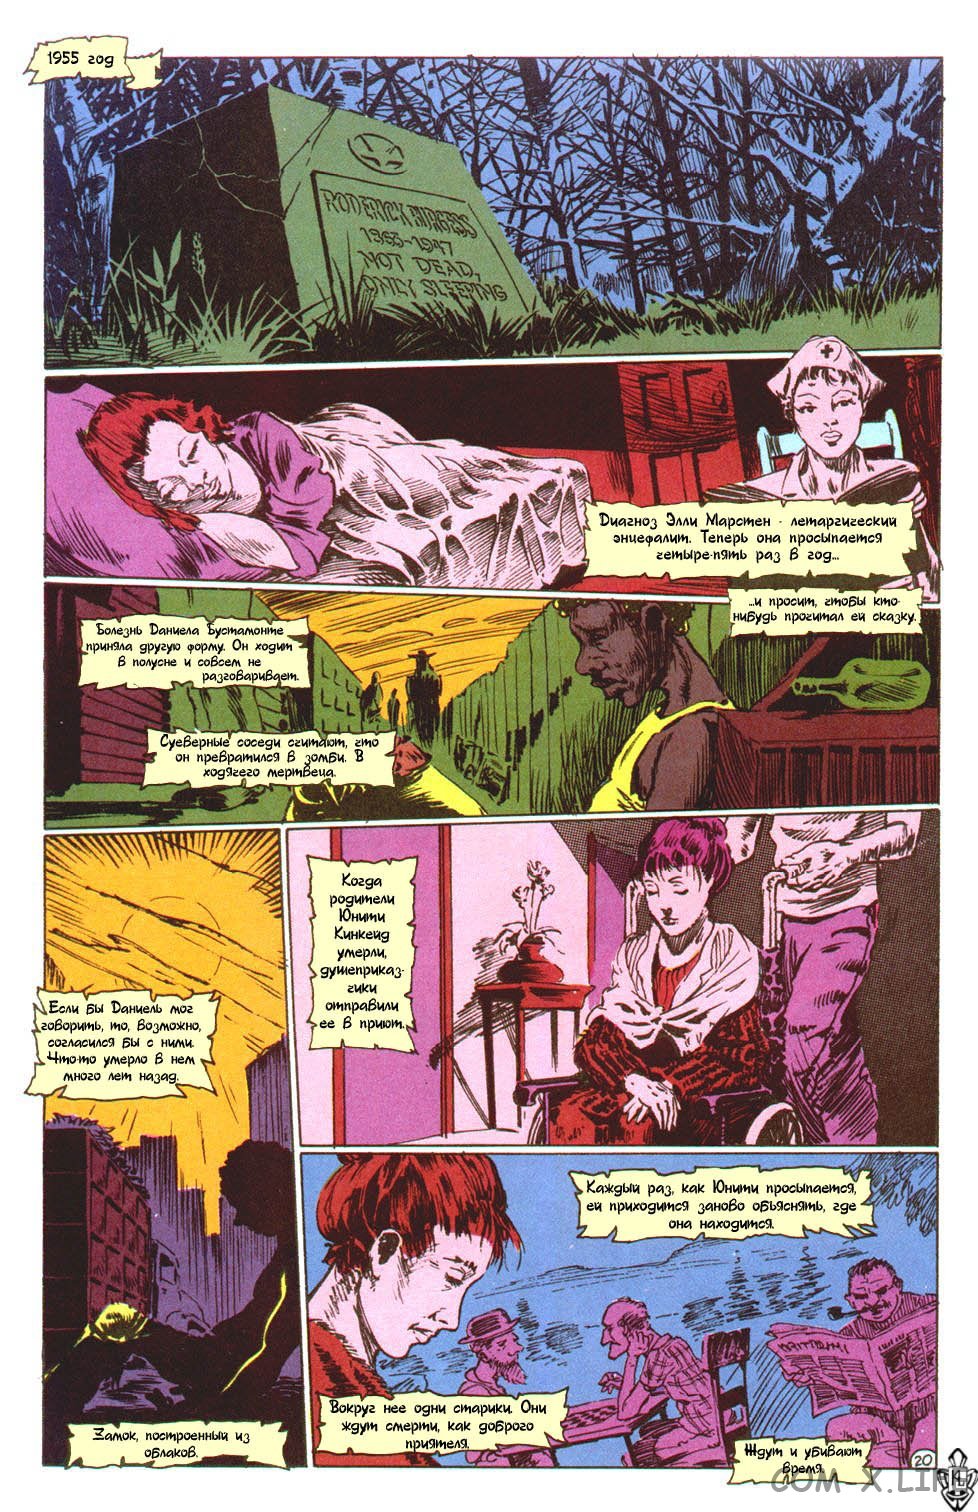 1955 год
RODERICK BURGESS
1863-1947
NOT DEAD,
ONLY SLEEPING
Диагноз Элли Марстен - летаргический
энцефалит. Теперь она просыпается
четыре-пять раз в год...
...и просит, чтобы кто-
нибудь прочитал ей сказку.
Болезнь Даниела Бустамонте
приняла другую форму. Он ходит
в полусне и совсем не
разговаривает.
Суеверные соседи считают, что
он превратился в зомби. В
ходячего мертвеца.
Если бы Даниель мог
говорить, то, возможно,
согласился бы с ними.
Что-то умерло в нем
много лет назад.
Замок, построенный из
облаков.
Когда
родители
Юнити
Кинкейд
умерли,
душеприказ-
чики
отправили
ее в приют.
Каждый раз, как Юнити просыпается,
ей приходится заново объяснять, где
она находится.
Вокруг нее одни старики. Они
ждут смерти, как доброго
приятеля.
Ждут и убивают
время.
20
COM-X.LIFE